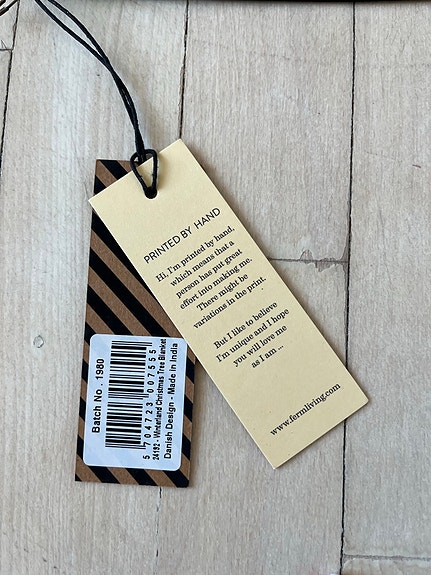 PRINTED BY HAND
Hi, I'm printed by hand,
which means that a
person has put great
effort into making me.
There might be
variations in the print.
But I like to believe
I'm unique and I hope
you will love me
as I am ...
www.fermliving.com
Batch No . 1980
5 704723 007555
24192 - Winterland Christmas Tree Blanket
Danish Design - Made In India